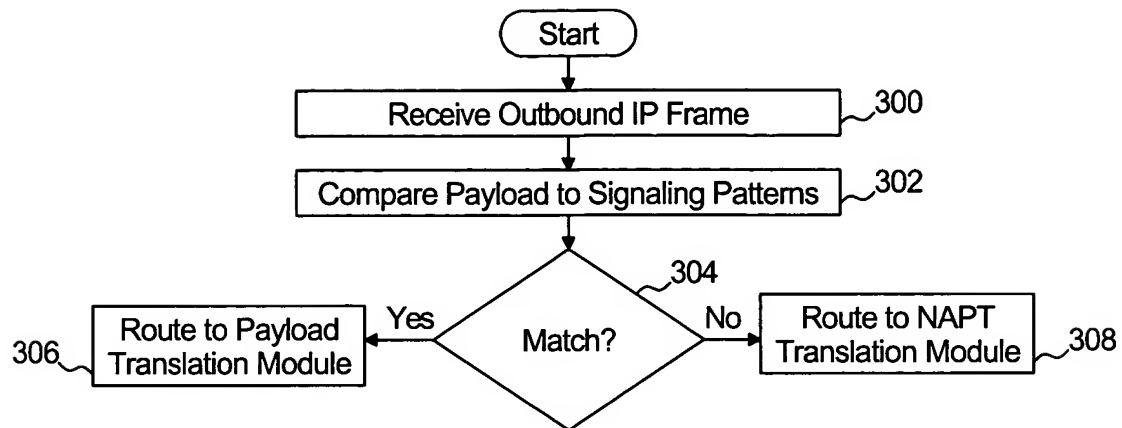 Start
Receive Outbound IP Frame
300
Compare Payload to Signaling Patterns
302
304
Yes
No
Match?
Route to Payload
Translation Module
306
Route to NAPT
Translation Module
308